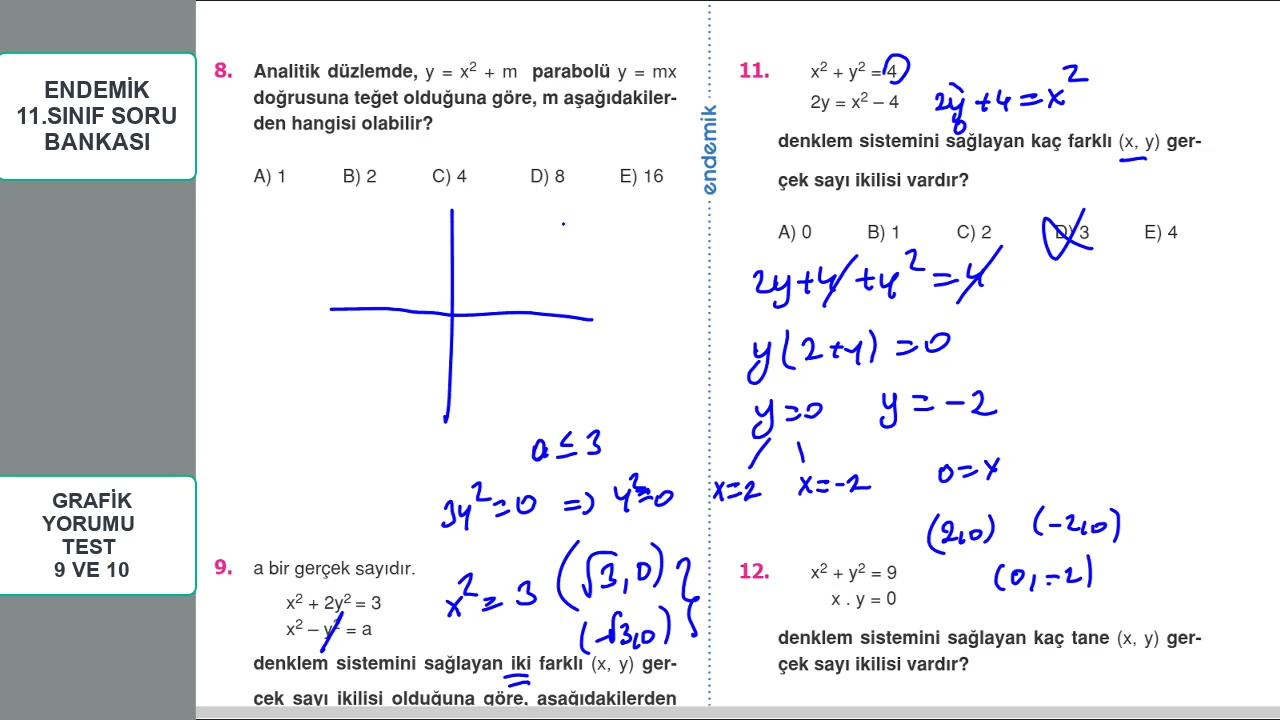 ENDEMİK
11.SINIF SORU
BANKASI
GRAFİK
YORUMU
TEST
9 VE 10
8. Analitik düzlemde, y = x² + m parabolü y = mx
doğrusuna teğet olduğuna göre, m aşağıdakiler-
den hangisi olabilir?
A) 1 B) 2 C) 4 D) 8 E) 16
a ≤ 3
3y² = 0 ⇒ y² = 0
9. a bir gerçek sayıdır.
x² + 2y² = 3
x² – y² = a
x² = 3 (√3, 0)
(-√3, 0)
denklem sistemini sağlayan iki farklı (x, y) ger-
çek sayı ikilisi olduğuna göre, aşağıdakilerden
endemik
11. x² + y² = 4
2y = x² – 4
2y + 4 = x²
denklem sistemini sağlayan kaç farklı (x, y) ger-
çek sayı ikilisi vardır?
A) 0 B) 1 C) 2 D) 3 E) 4
2y + 4 + y² = 4
y(2 + y) = 0
y = 0 y = -2
x = 2 x = -2 0 = x
(2,0) (-2,0)
(0,-2)
12. x² + y² = 9
x . y = 0
denklem sistemini sağlayan kaç tane (x, y) ger-
çek sayı ikilisi vardır?